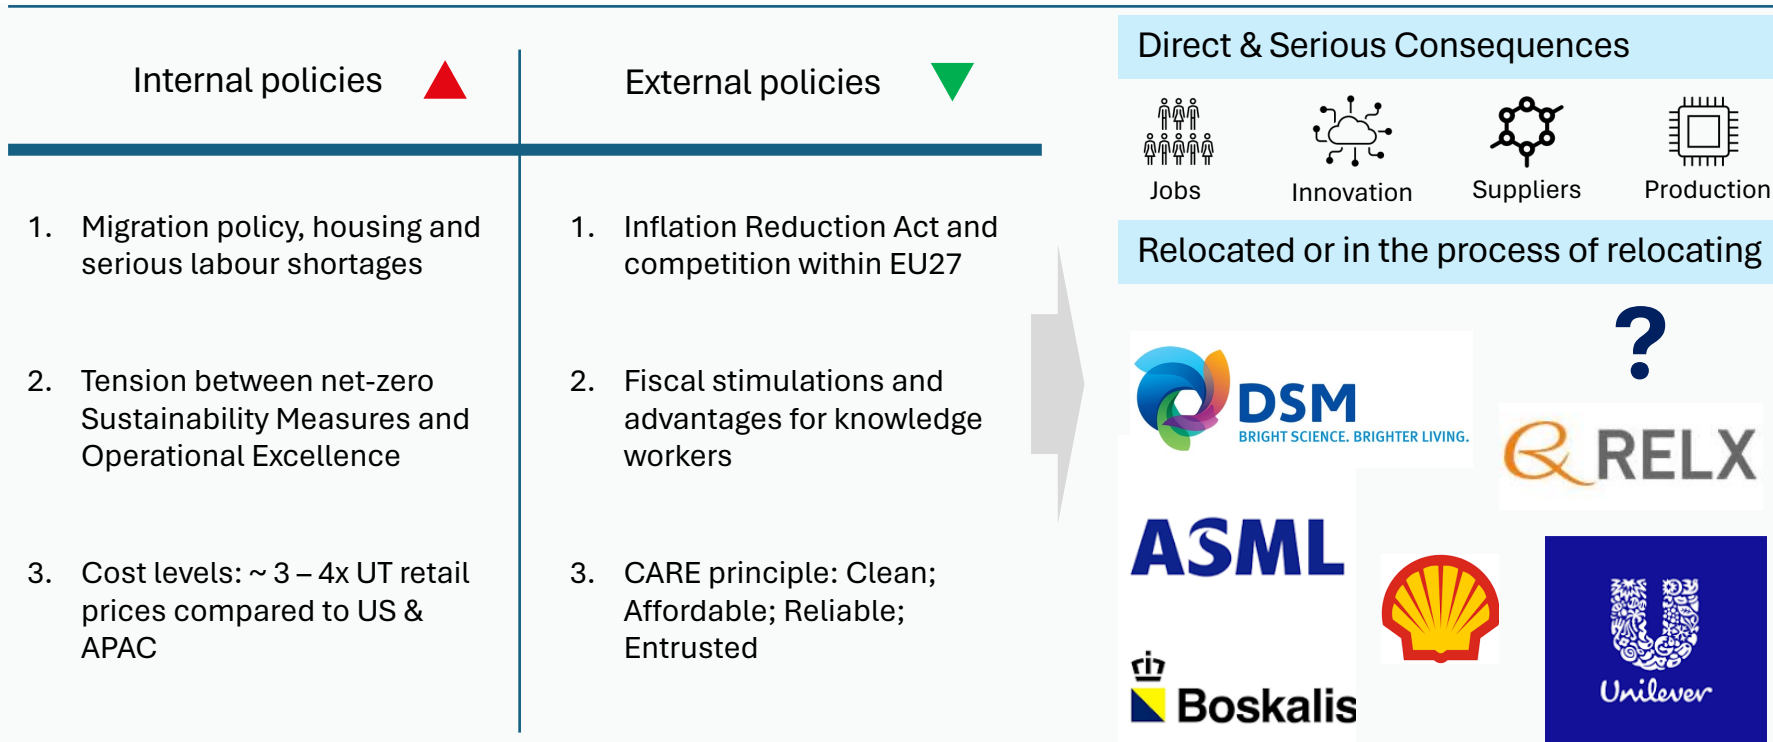 Internal policies
1. Migration policy, housing and
serious labour shortages
2. Tension between net-zero
Sustainability Measures and
Operational Excellence
3. Cost levels: ~ 3 – 4x UT retail
prices compared to US &
APAC
External policies
1. Inflation Reduction Act and
competition within EU27
2. Fiscal stimulations and
advantages for knowledge
workers
3. CARE principle: Clean;
Affordable; Reliable;
Entrusted
Direct & Serious Consequences
Jobs
Innovation
Suppliers
Production
Relocated or in the process of relocating
?
DSM
BRIGHT SCIENCE. BRIGHTER LIVING.
RELX
ASML
Boskalis
Unilever